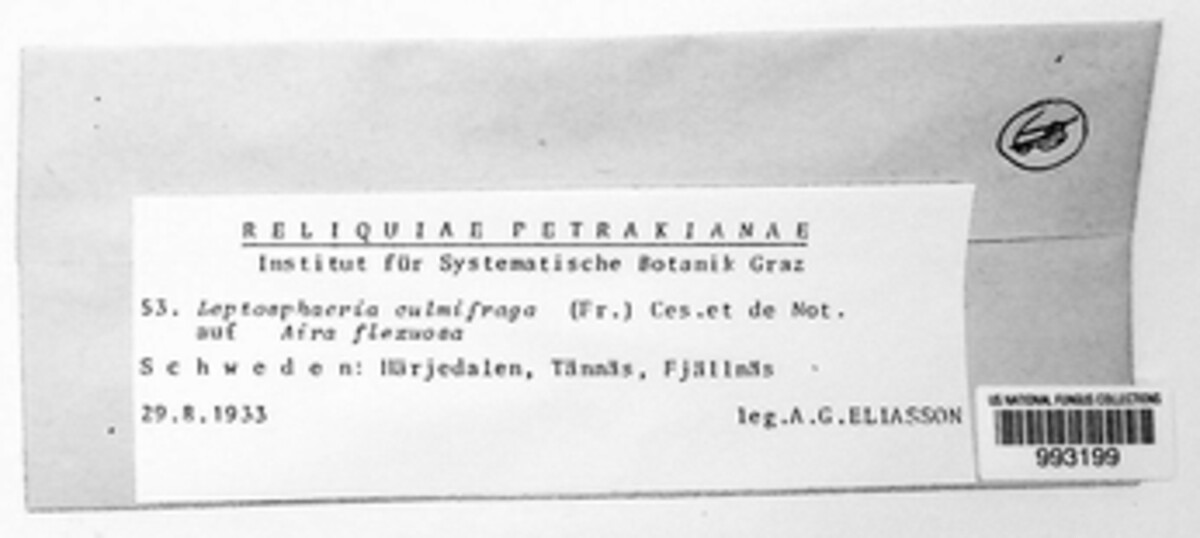 RELIQUIAE PETRAKIANAE
Institut für Systematische Botanik Graz
53. Leptosphaeria culmifraga (Fr.) Ces.et de Not.
auf Aira flexuosa
Schweden: Härjedalen, Tännäs, Fjällnäs
29.8.1933 leg.A.G.ELIASSON
US NATIONAL FUNGUS COLLECTIONS
993199